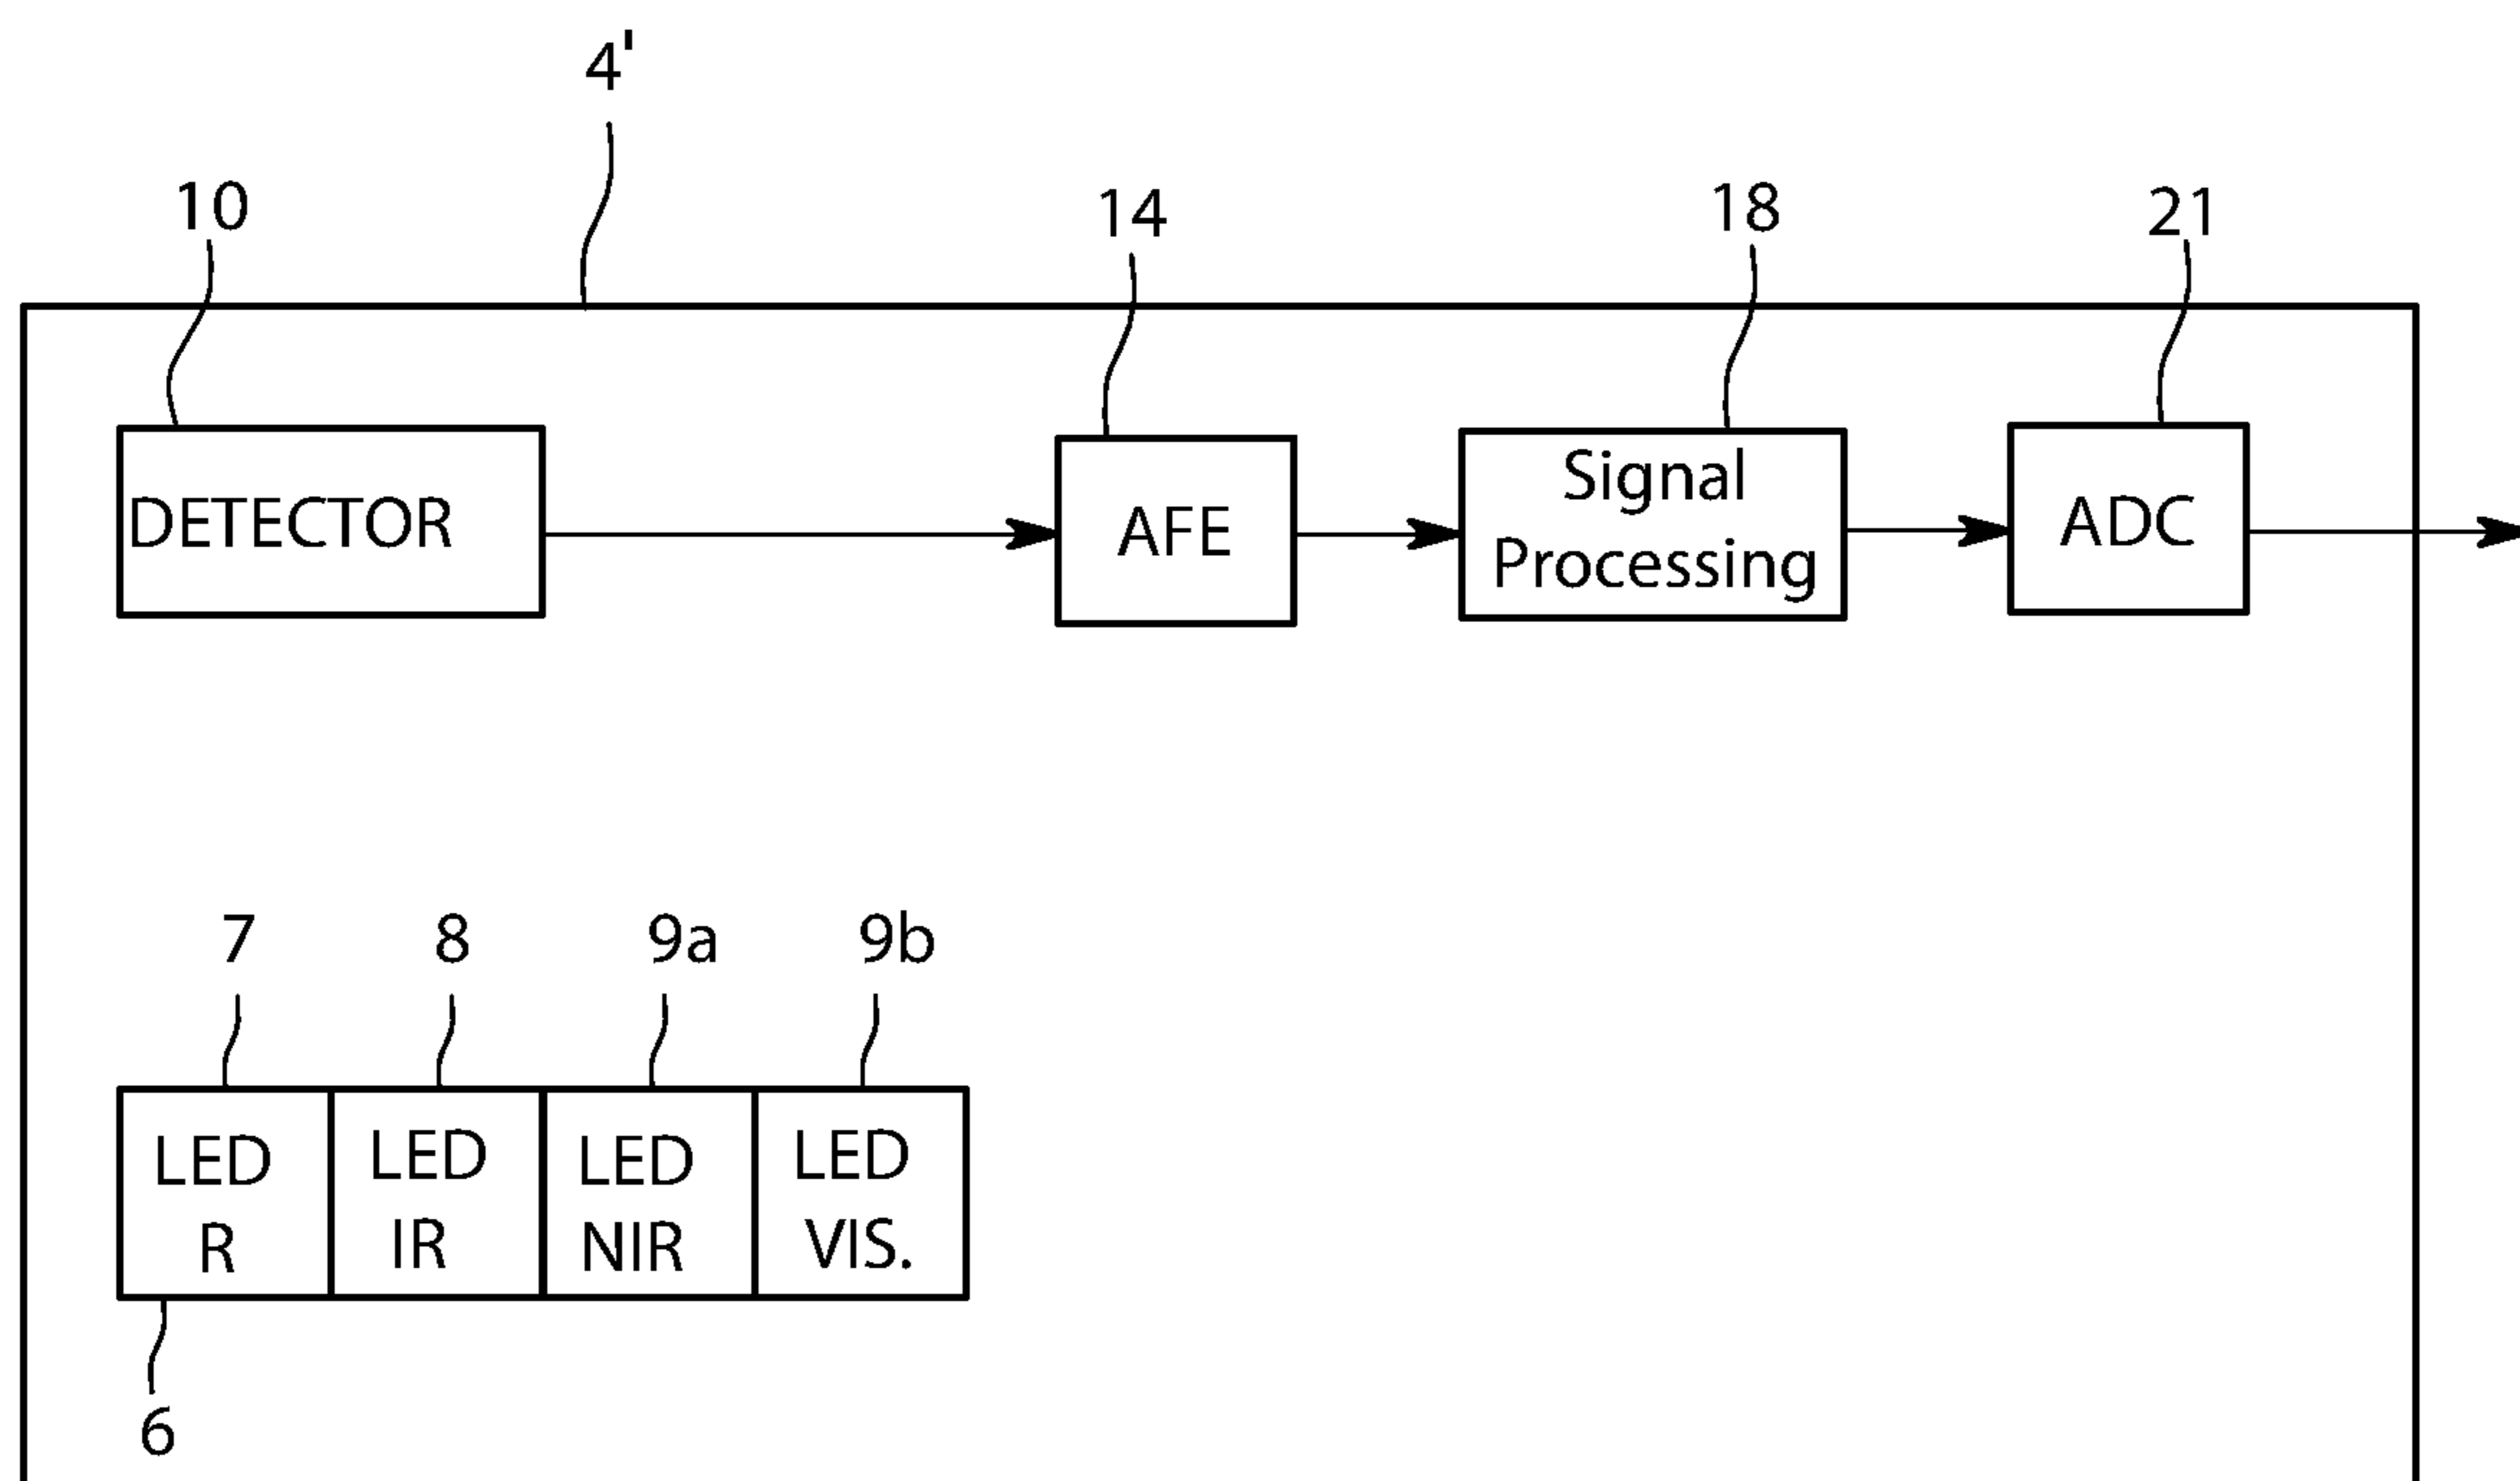 4'
10
14
18
21
DETECTOR
AFE
Signal
Processing
ADC
7
8
9a
9b
LED
R
LED
IR
LED
NIR
LED
VIS.
6